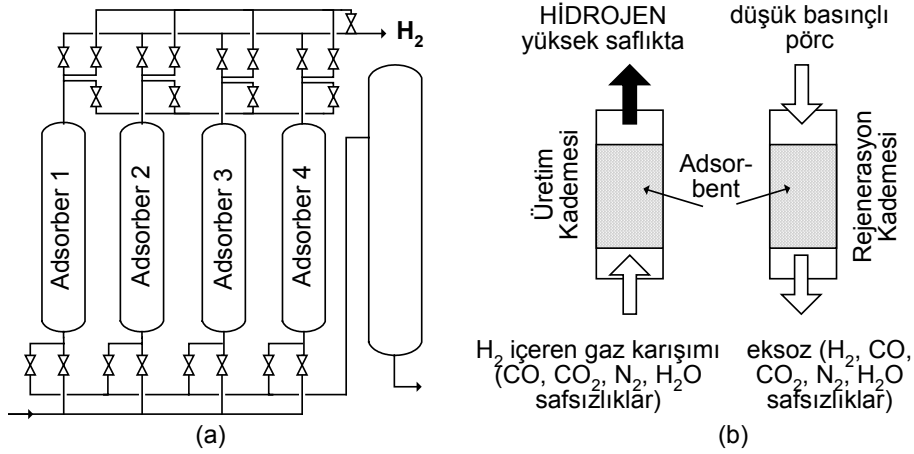 H2
Adsorber 1
Adsorber 2
Adsorber 3
Adsorber 4
(a)
HİDROJEN
yüksek saflıkta
düşük basınçlı
pörc
Üretim
Kademesi
Adsor-
bent
Rejenerasyon
Kademesi
H2 içeren gaz karışımı
(CO, CO2, N2, H2O
safsızlıklar)
eksoz (H2, CO,
CO2, N2, H2O
safsızlıklar)
(b)